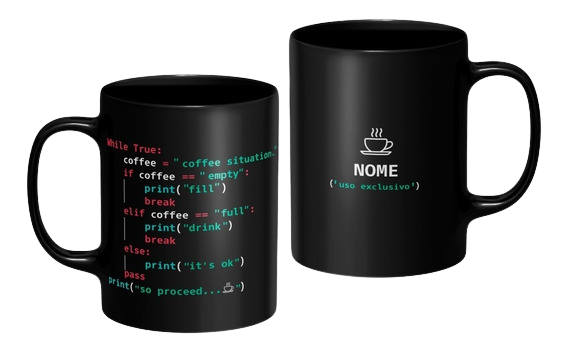 While True:
coffee = "coffee situation."
if coffee == "empty":
print("fill")
break
elif coffee == "full":
print("drink")
break
else:
print("it's ok")
pass
print("so proceed...☕")
NOME
('uso exclusivo')